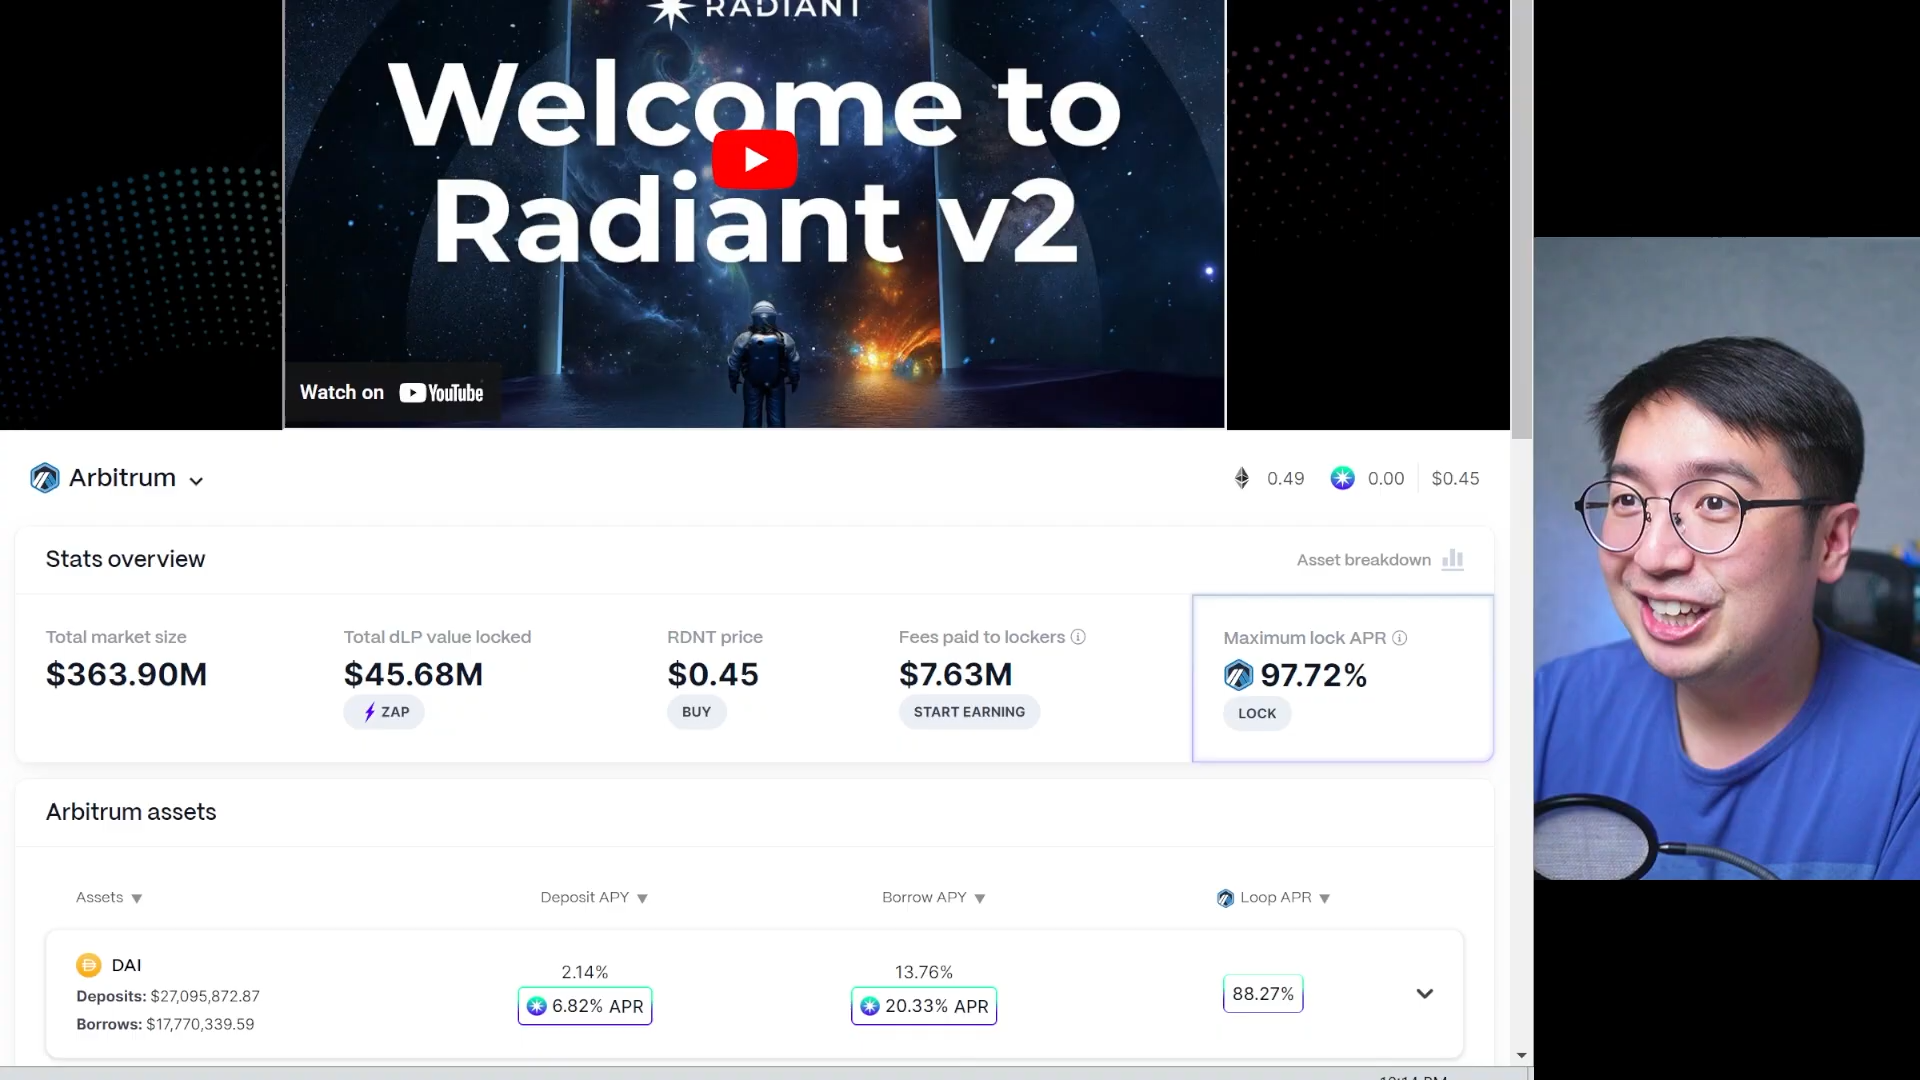 RADIANT
Welcome to
Radiant v2
Watch on YouTube
Arbitrum
0.49 0.00 $0.45
Stats overview
Asset breakdown
Total market size
$363.90M
Total dLP value locked
$45.68M
ZAP
RDNT price
$0.45
BUY
Fees paid to lockers
$7.63M
START EARNING
Maximum lock APR
97.72%
LOCK
Arbitrum assets
Assets Deposit APY Borrow APY Loop APR
DAI
Deposits: $27,095,872.87
Borrows: $17,770,339.59
2.14%
6.82% APR
13.76%
20.33% APR
88.27%